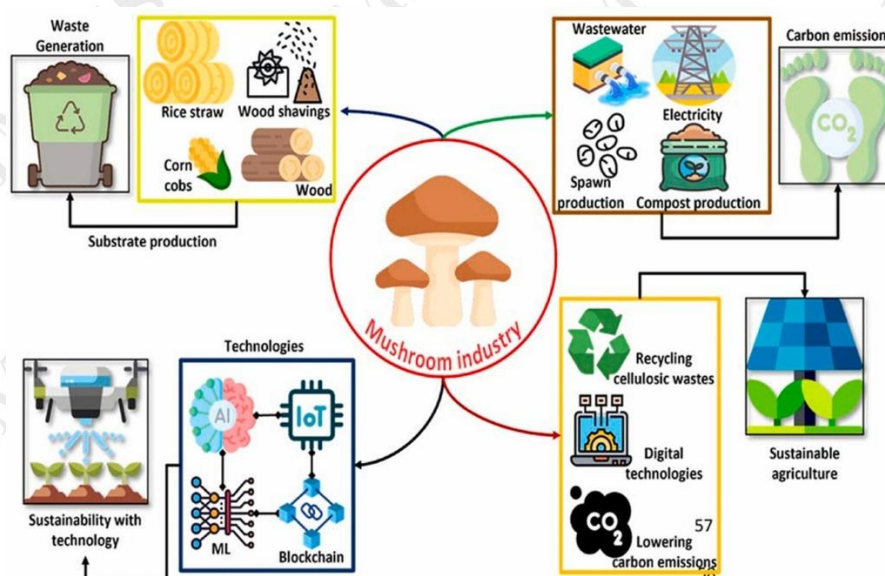 Waste
Generation
Rice straw
Wood shavings
Corn
cobs
Wood
Substrate production
Wastewater
Electricity
Spawn
production
Compost production
Carbon emission
CO2
Mushroom industry
Technologies
AI
IoT
ML
Blockchain
Sustainability with
technology
Recycling
cellulosic wastes
Digital
technologies
CO2
57
Lowering
carbon emissions
Sustainable
agriculture